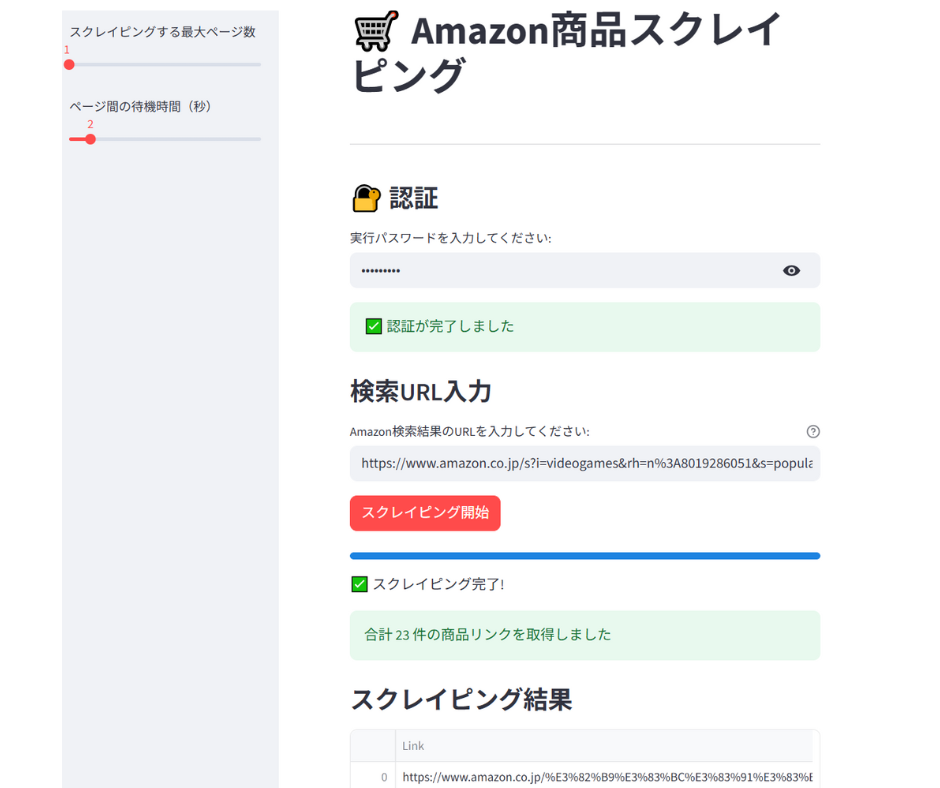 スクレイピングする最大ページ数
1
ページ間の待機時間（秒）
2
Amazon商品スクレイ
ピング
認証
実行パスワードを入力してください:
•••••••••
認証が完了しました
検索URL入力
Amazon検索結果のURLを入力してください:
https://www.amazon.co.jp/s?i=videogames&rh=n%3A8019286051&s=popula
スクレイピング開始
スクレイピング完了!
合計 23 件の商品リンクを取得しました
スクレイピング結果
Link
0 https://www.amazon.co.jp/%E3%82%B9%E3%83%BC%E3%83%91%E3%83%E